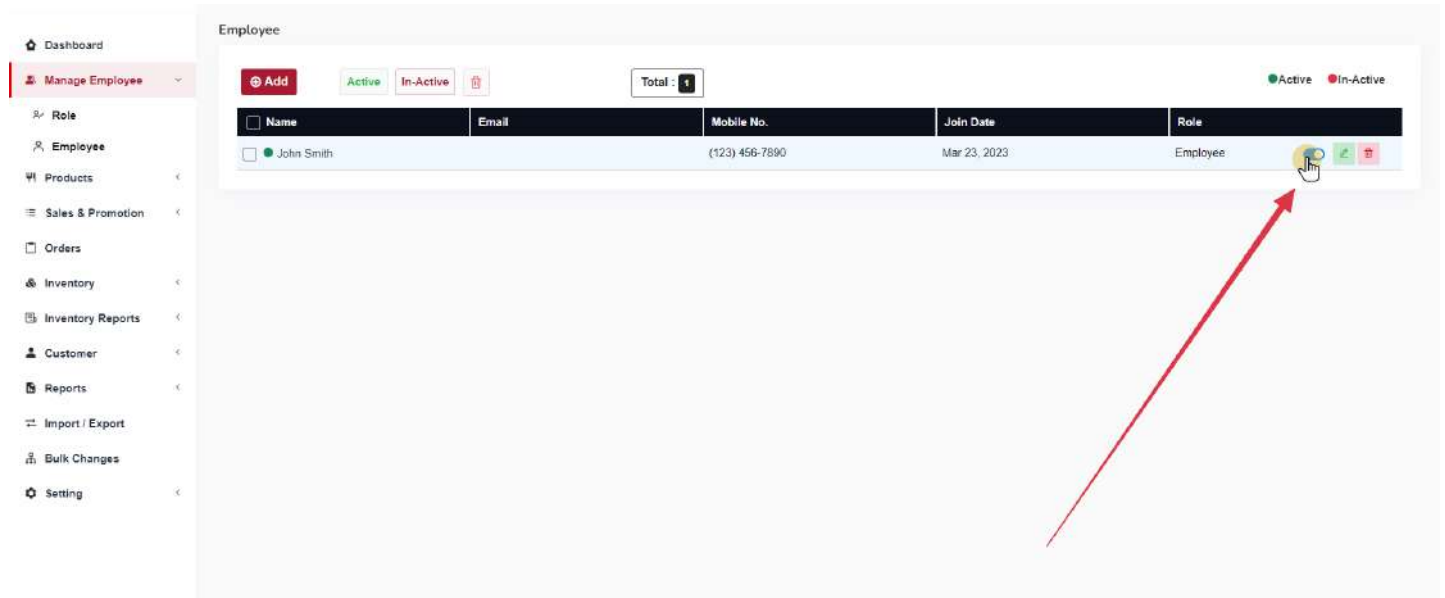 Employee
Dashboard
Manage Employee
Role
Employee
Products
Sales & Promotion
Orders
Inventory
Inventory Reports
Customer
Reports
Import / Export
Bulk Changes
Setting
Add Active In-Active Total : 1 Active In-Active
Name Email Mobile No. Join Date Role
John Smith (123) 456-7890 Mar 23, 2023 Employee